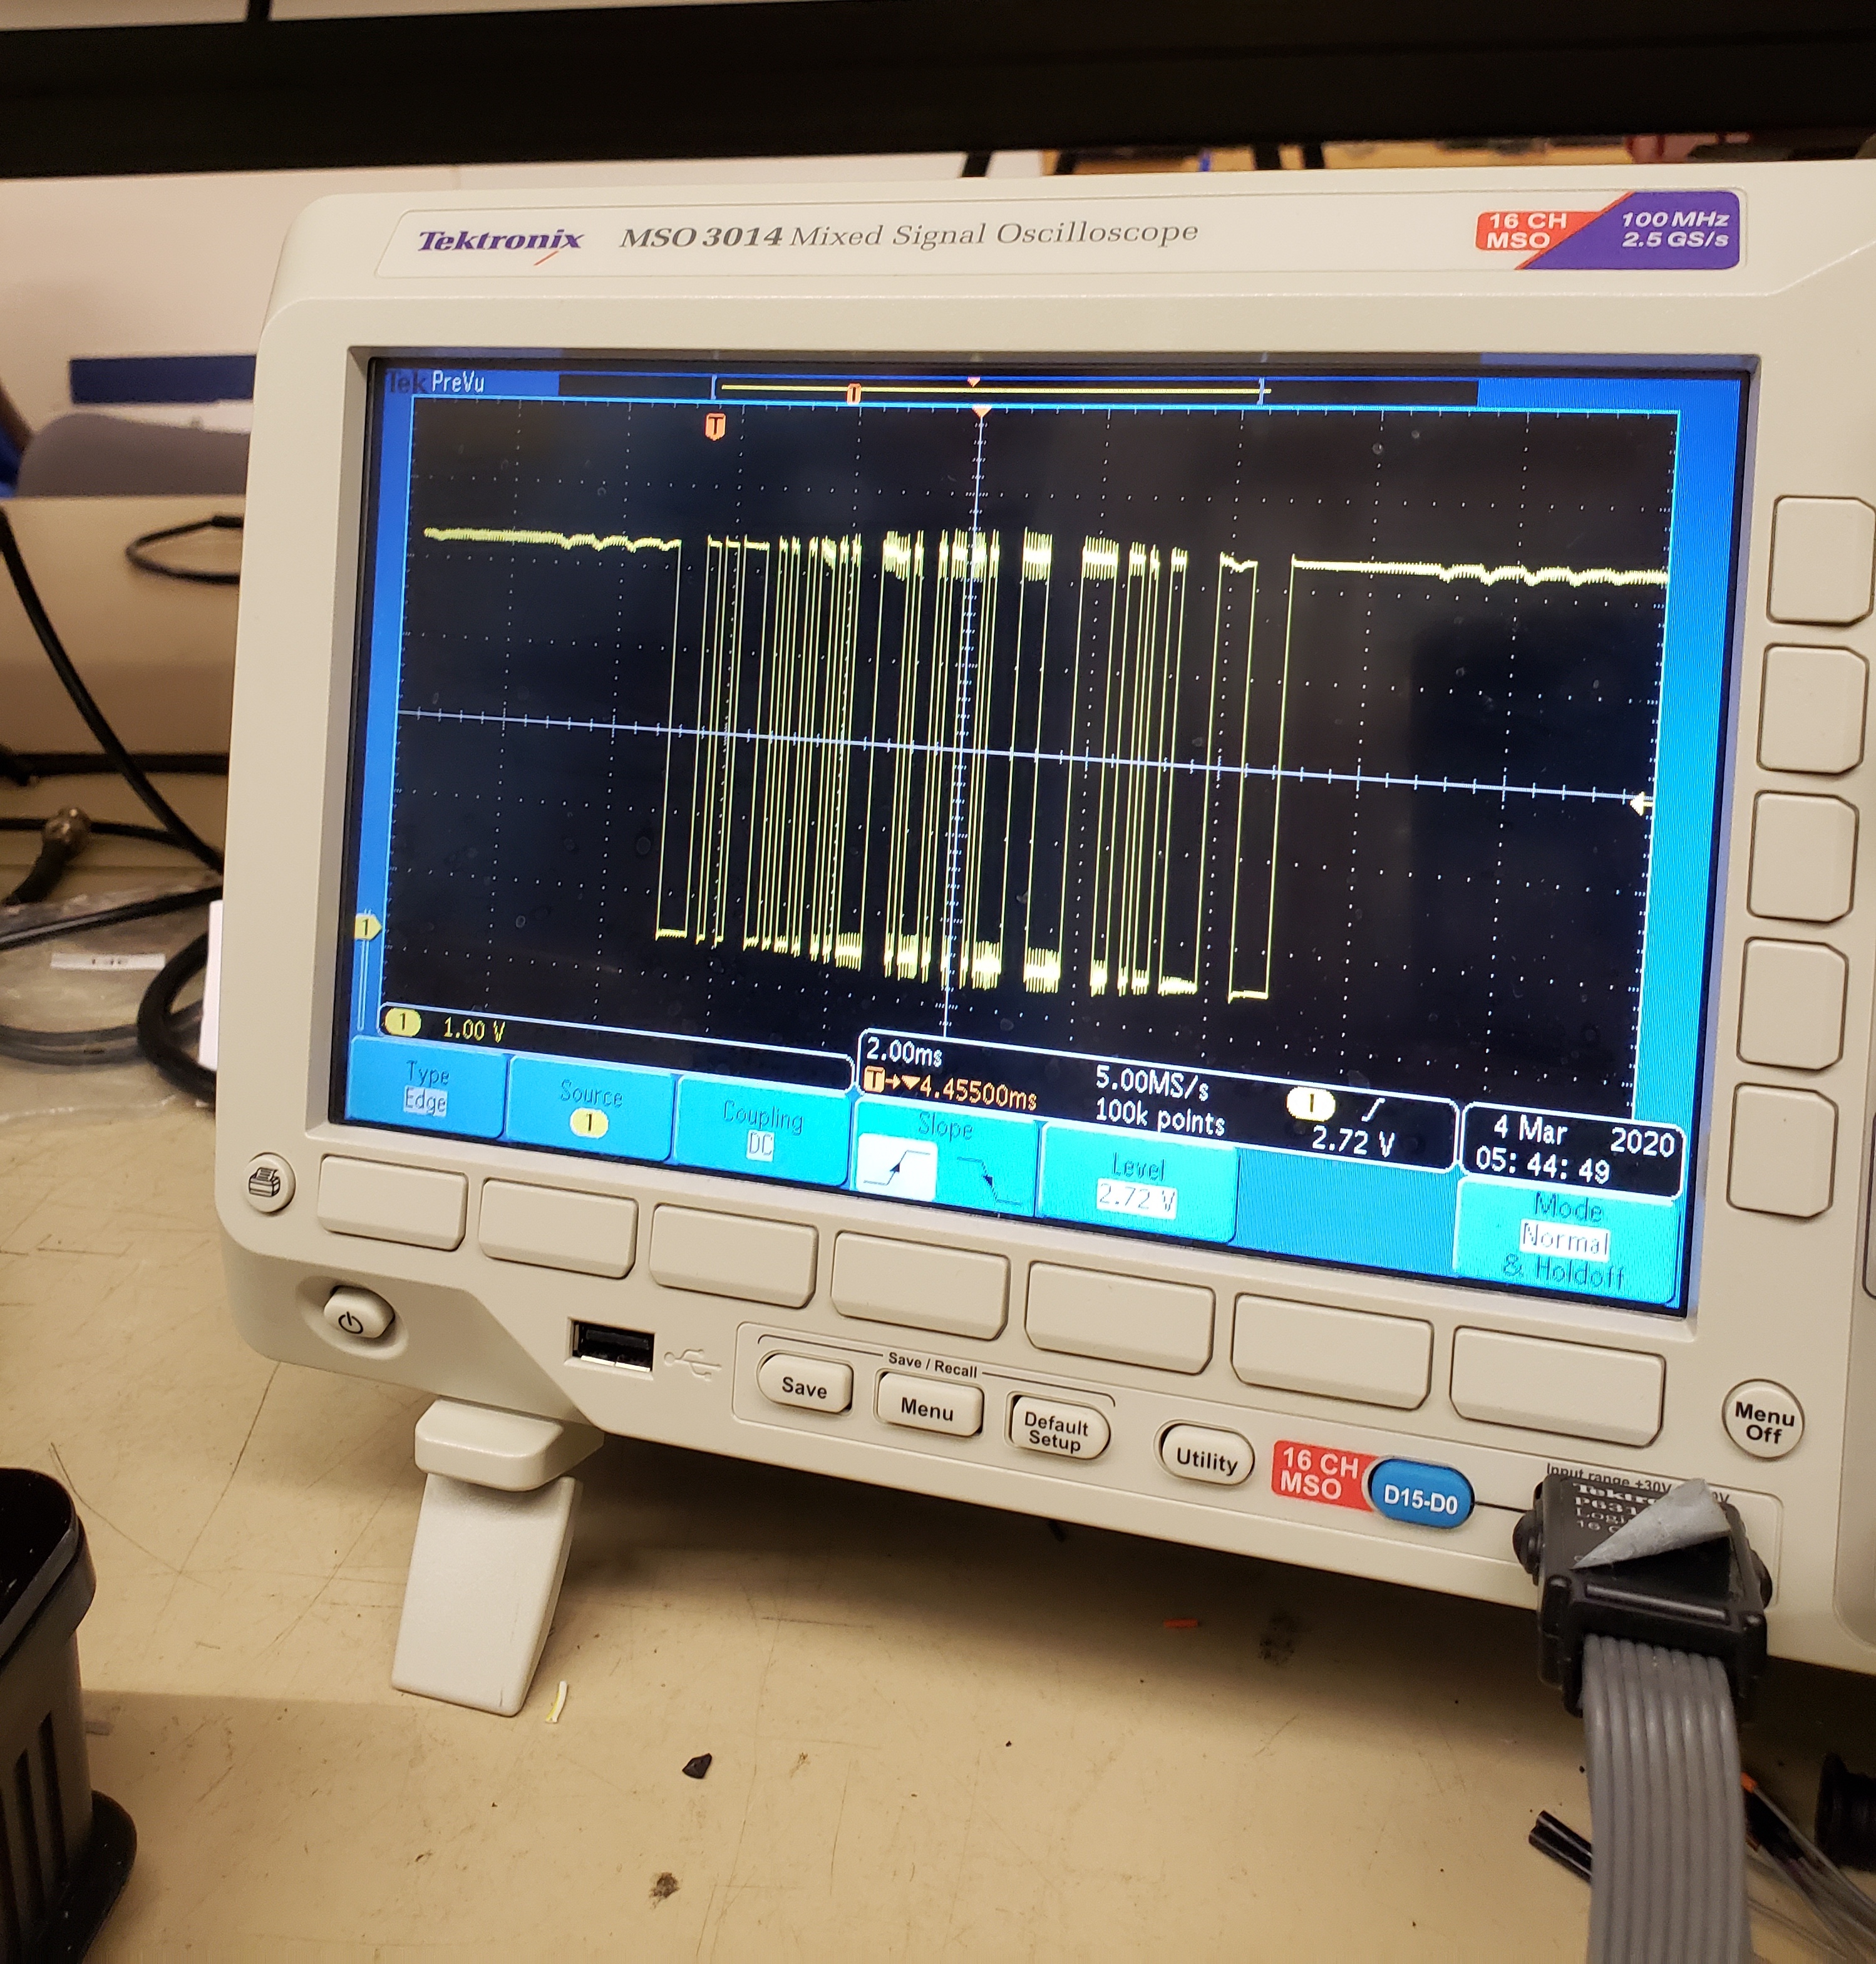 Tektronix MSO 3014 Mixed Signal Oscilloscope
16 CH
MSO
100 MHz
2.5 GS/s
Tek PreVu
T
1
1 1.00 V
2.00ms
T→▼4.45500ms
5.00MS/s
100k points
1
2.72 V
4 Mar 2020
05:44:49
Type
Edge
Source
1
Coupling
DC
Slope
Level
2.72 V
Mode
Normal
& Holdoff
Save / Recall
Save
Menu
Default
Setup
Utility
16 CH
MSO
D15-D0
Menu
Off
Input range
16